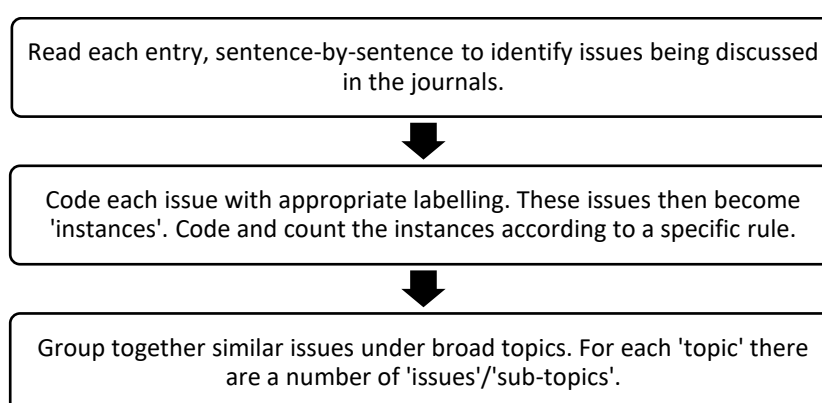 Read each entry, sentence-by-sentence to identify issues being discussed
in the journals.
Code each issue with appropriate labelling. These issues then become
'instances'. Code and count the instances according to a specific rule.
Group together similar issues under broad topics. For each 'topic' there
are a number of 'issues'/'sub-topics'.